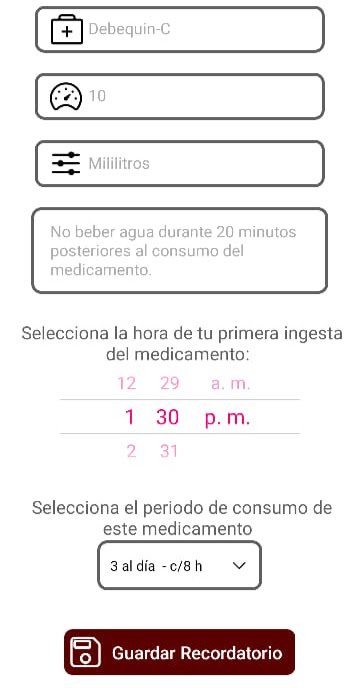 Debequin-C
10
Mililitros
No beber agua durante 20 minutos
posteriores al consumo del
medicamento.
Selecciona la hora de tu primera ingesta
del medicamento:
12 29 a. m.
1 30 p. m.
2 31
Selecciona el periodo de consumo de
este medicamento
3 al día - c/8 h
Guardar Recordatorio